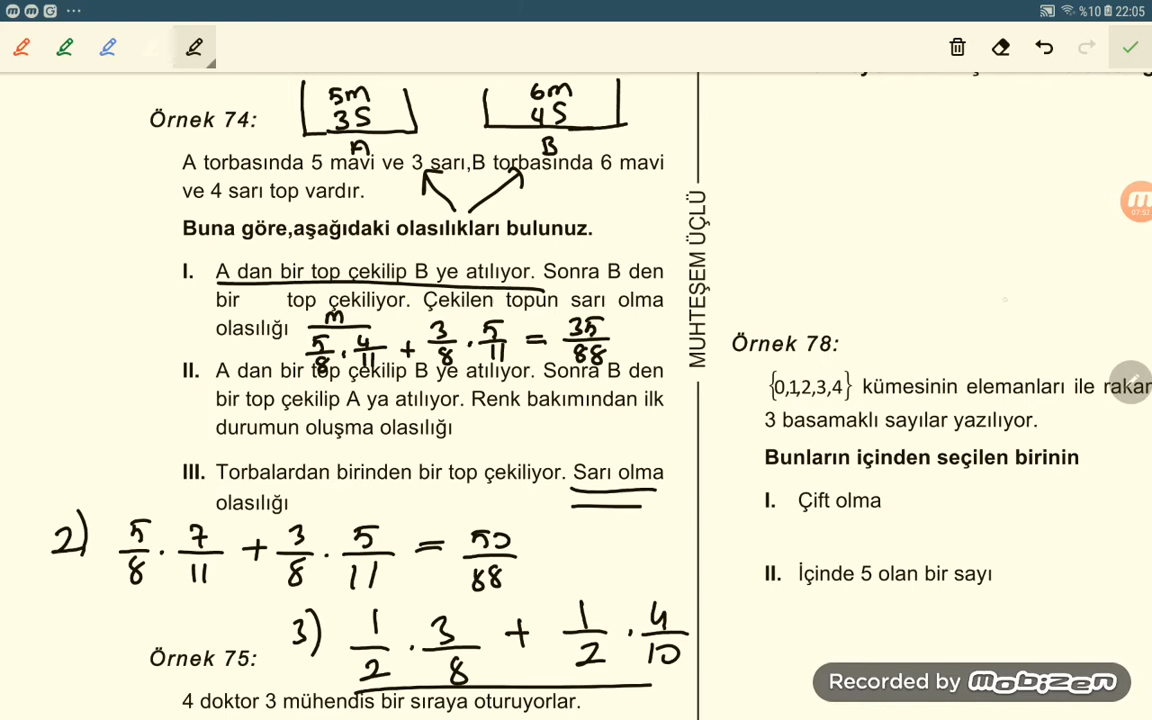 %10 22:05
5m
3S
A
6m
4S
B
Örnek 74:
A torbasında 5 mavi ve 3 sarı,B torbasında 6 mavi
ve 4 sarı top vardır.
Buna göre,aşağıdaki olasılıkları bulunuz.
I. A dan bir top çekilip B ye atılıyor. Sonra B den
bir top çekiliyor. Çekilen topun sarı olma
olasılığı
m
5/8 . 4/11 + 3/8 . 5/11 = 35/88
II. A dan bir top çekilip B ye atılıyor. Sonra B den
bir top çekilip A ya atılıyor. Renk bakımından ilk
durumun oluşma olasılığı
III. Torbalardan birinden bir top çekiliyor. Sarı olma
olasılığı
2) 5/8 . 7/11 + 3/8 . 5/11 = 50/88
3) 1/2 . 3/8 + 1/2 . 4/10
Örnek 75:
4 doktor 3 mühendis bir sıraya oturuyorlar.
MUHTEŞEM ÜÇLÜ
07:52
Örnek 78:
{0,1,2,3,4} kümesinin elemanları ile rakam
3 basamaklı sayılar yazılıyor.
Bunların içinden seçilen birinin
I. Çift olma
II. İçinde 5 olan bir sayı
Recorded by mobizen